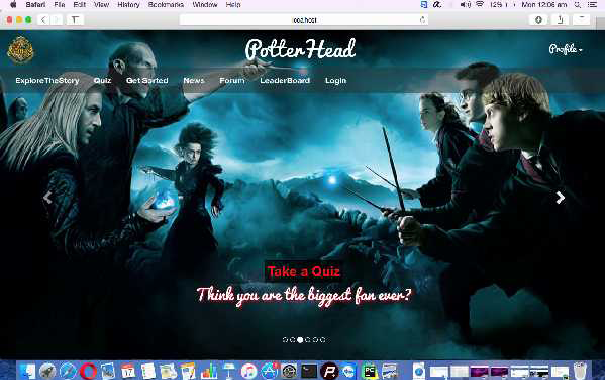 Safari File Edit View History Bookmarks Window Help 12% Mon 12:06 am
localhost
PotterHead
Profile
ExploreTheStory Quiz Get Sorted News Forum LeaderBoard Login
Take a Quiz
Think you are the biggest fan ever?
17